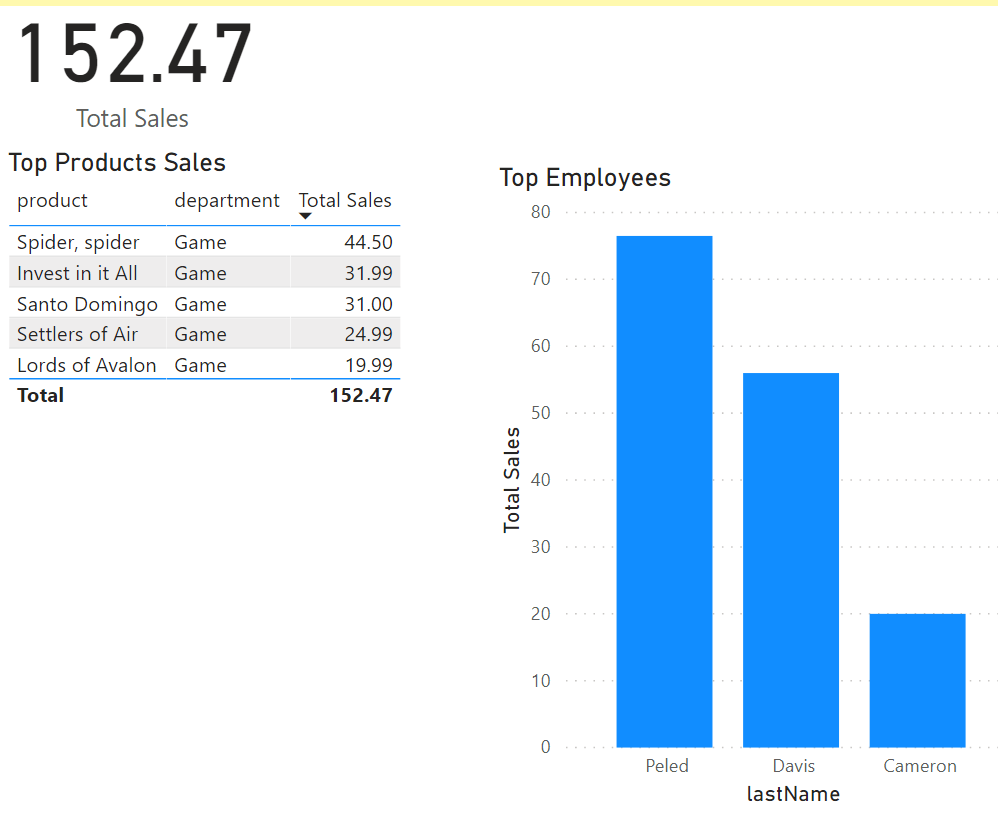 152.47
Total Sales
Top Products Sales
product department Total Sales
Spider, spider Game 44.50
Invest in it All Game 31.99
Santo Domingo Game 31.00
Settlers of Air Game 24.99
Lords of Avalon Game 19.99
Total 152.47
Top Employees
Total Sales
80
70
60
50
40
30
20
10
0
Peled Davis Cameron
lastName